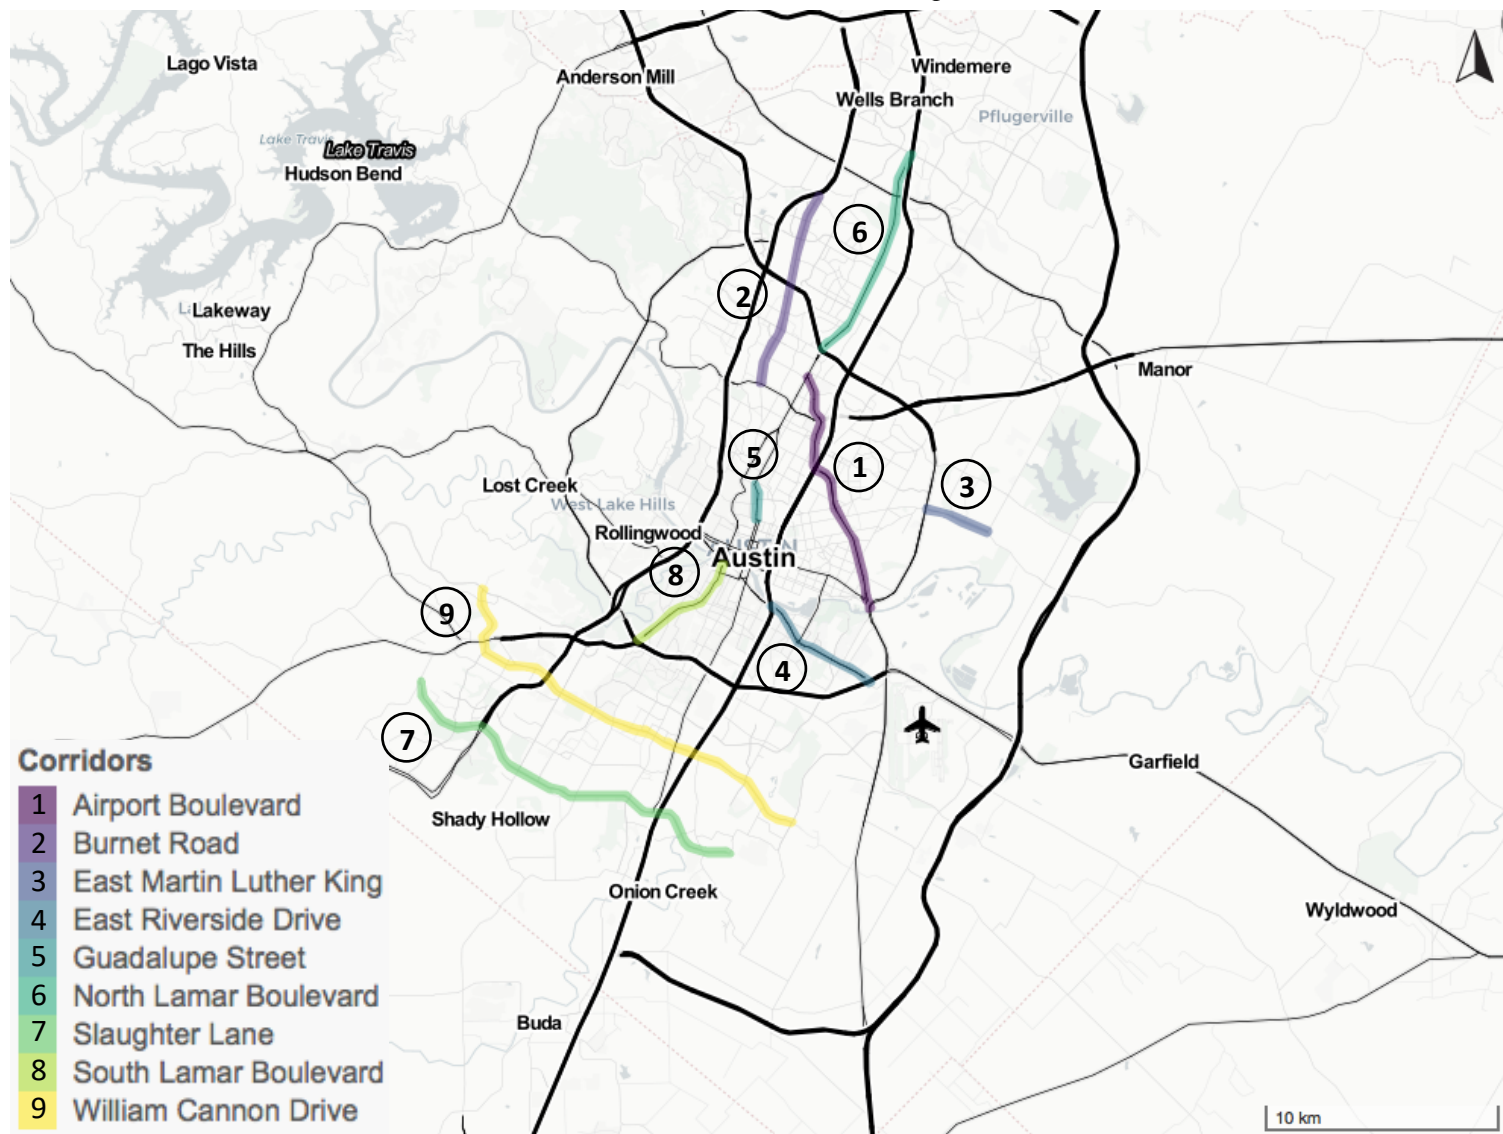 Lago Vista
Anderson Mill
Windemere
Wells Branch
Pflugerville
Lake Travis
Lake Travis
Hudson Bend
6
2
Lakeway
The Hills
Manor
5
1
3
Lost Creek
West Lake Hills
Rollingwood
AUSTIN
Austin
8
9
4
7
Garfield
Shady Hollow
Onion Creek
Wyldwood
Buda
Corridors
1 Airport Boulevard
2 Burnet Road
3 East Martin Luther King
4 East Riverside Drive
5 Guadalupe Street
6 North Lamar Boulevard
7 Slaughter Lane
8 South Lamar Boulevard
9 William Cannon Drive
10 km